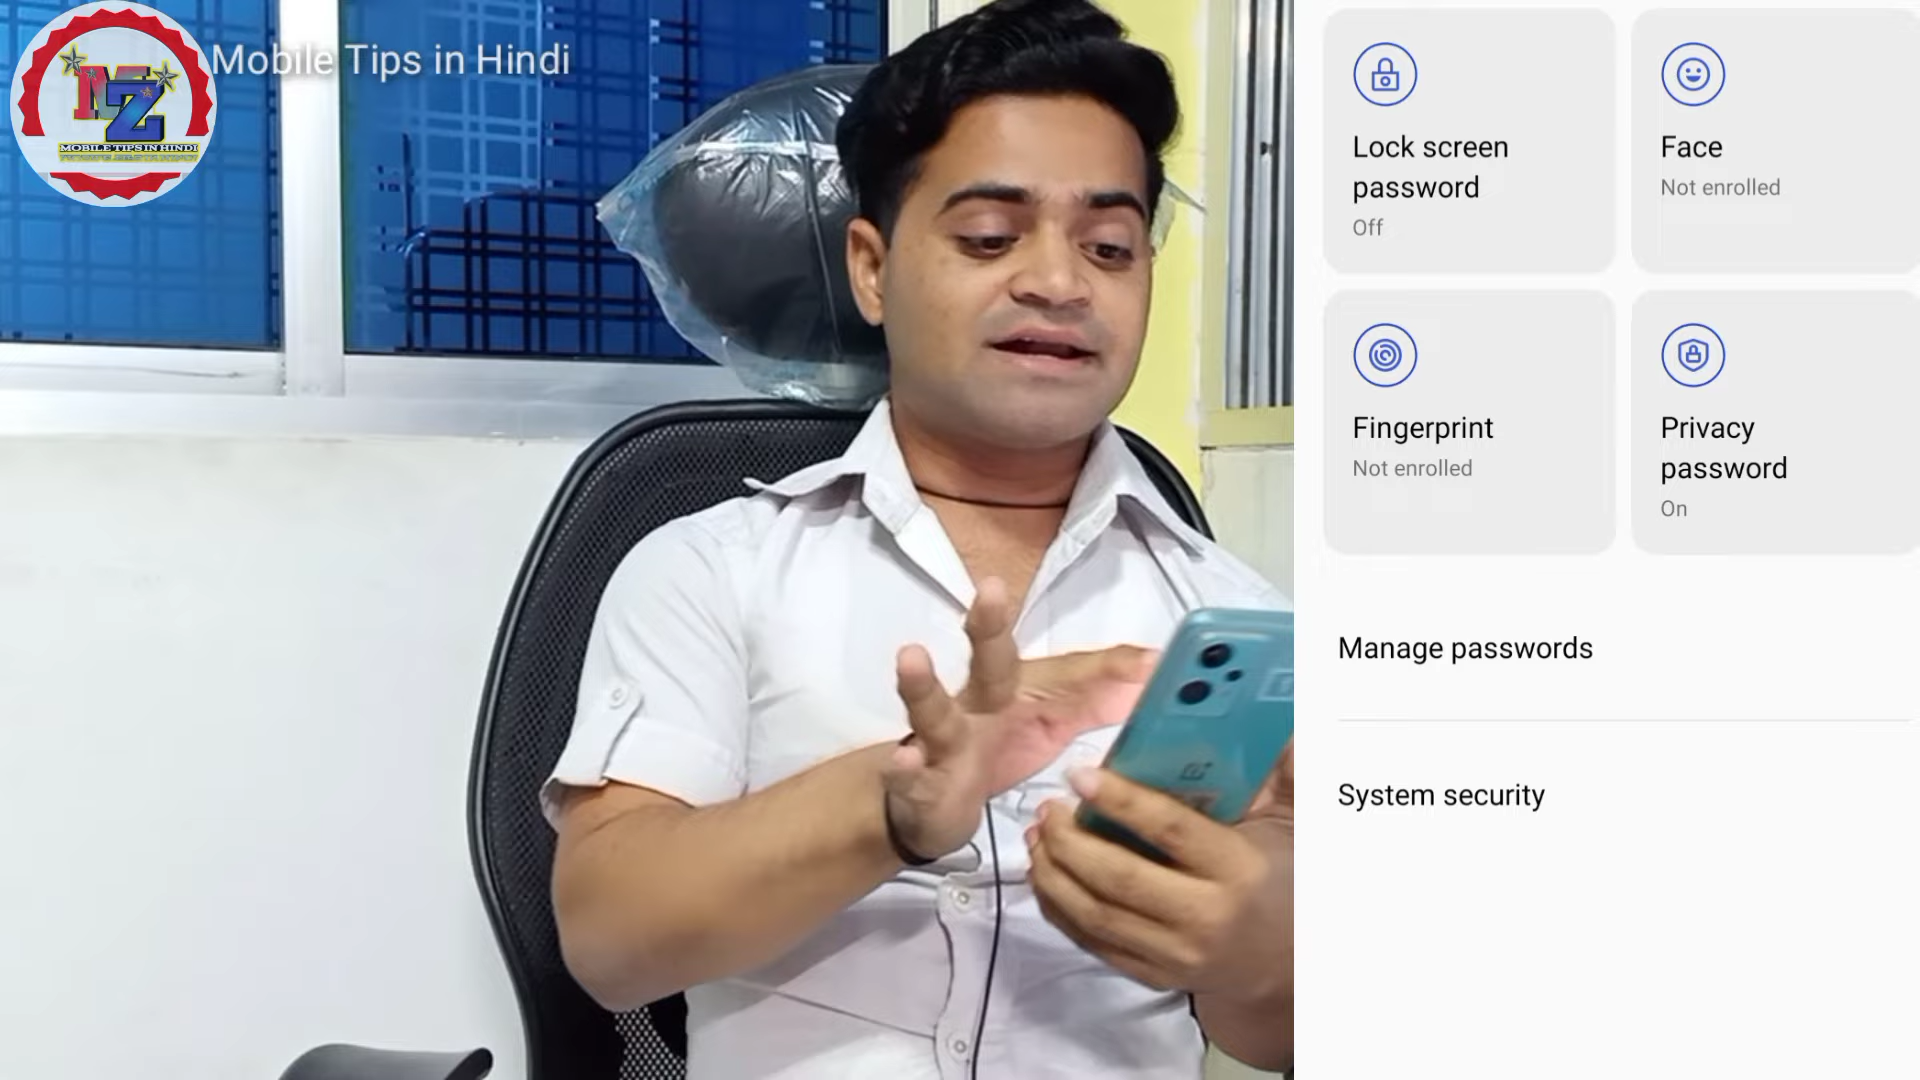 Mobile Tips in Hindi
MZ
MOBILE TIPS IN HINDI
Lock screen
password
Off
Face
Not enrolled
Fingerprint
Not enrolled
Privacy
password
On
Manage passwords
System security